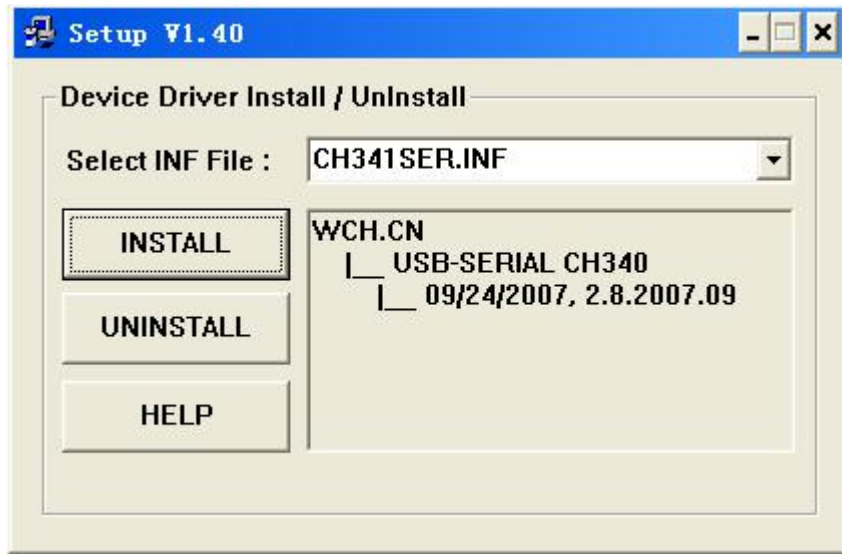 Setup V1.40
Device Driver Install / UnInstall
Select INF File :
CH341SER.INF
INSTALL
WCH.CN
|__ USB-SERIAL CH340
|__ 09/24/2007, 2.8.2007.09
UNINSTALL
HELP